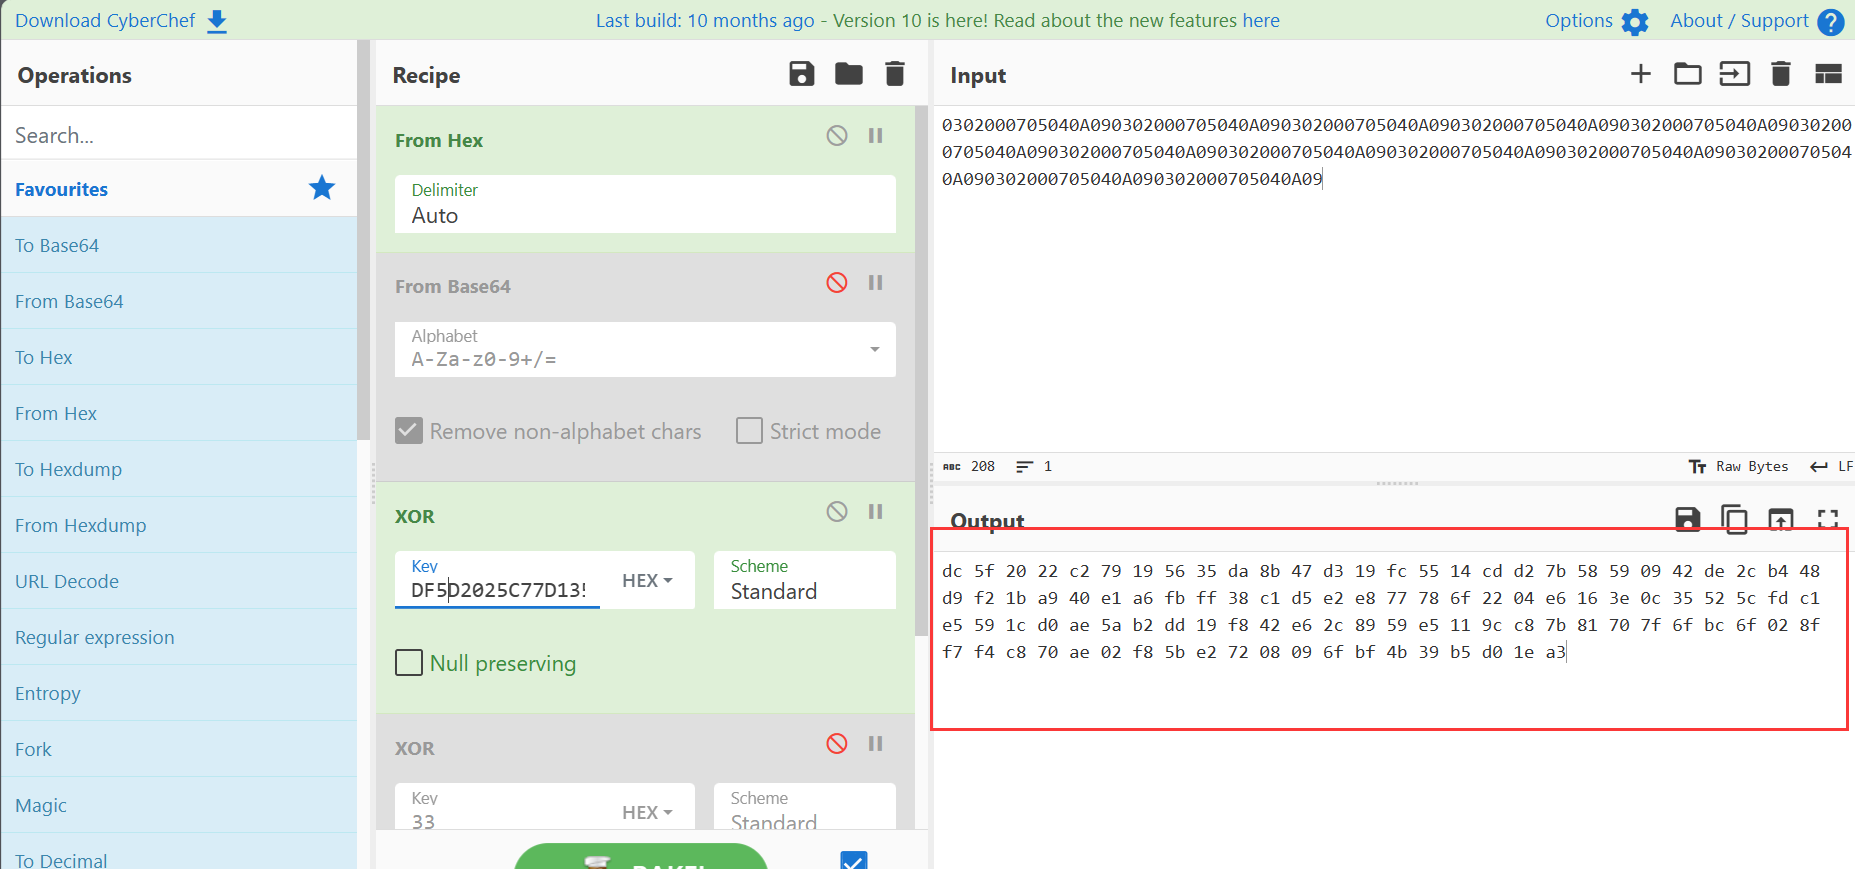 Download CyberChef
Last build: 10 months ago - Version 10 is here! Read about the new features here
Options
About / Support
Operations
Search...
Favourites
To Base64
From Base64
To Hex
From Hex
To Hexdump
From Hexdump
URL Decode
Regular expression
Entropy
Fork
Magic
To Decimal
Recipe
From Hex
Delimiter
Auto
From Base64
Alphabet
A-Za-z0-9+/=
Remove non-alphabet chars
Strict mode
XOR
Key
DF5D2025C77D135
HEX
Scheme
Standard
Null preserving
XOR
Key
33
HEX
Scheme
Standard
BAKE!
Input
0302000705040A090302000705040A090302000705040A090302000705040A090302000705040A090302​00
0705040A090302000705040A090302000705040A090302000705040A090302000705040A09030200070504
0A090302000705040A090302000705040A09
ABC 208 1
Tт Raw Bytes LF
Output
dc 5f 20 22 c2 79 19 56 35 da 8b 47 d3 19 fc 55 14 cd d2 7b 58 59 09 42 de 2c b4 48
d9 f2 1b a9 40 e1 a6 fb ff 38 c1 d5 e2 e8 77 78 6f 22 04 e6 16 3e 0c 35 52 5c fd c1
e5 59 1c d0 ae 5a b2 dd 19 f8 42 e6 2c 89 59 e5 11 9c c8 7b 81 70 7f 6f bc 6f 02 8f
f7 f4 c8 70 ae 02 f8 5b e2 72 08 09 6f bf 4b 39 b5 d0 1e a3